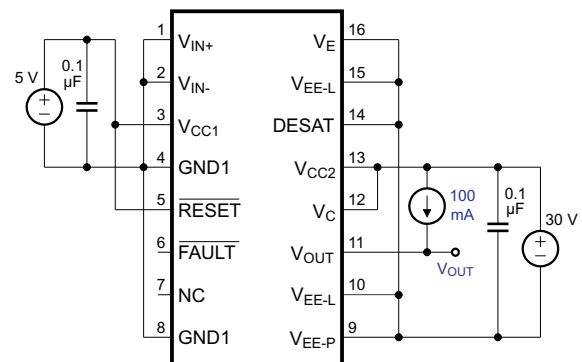 1
V_IN+
V_E
16
2
V_IN-
V_EE-L
15
5 V
0.1
µF
3
V_CC1
DESAT
14
4
GND1
V_CC2
13
5
RESET
V_C
12
100
mA
0.1
µF
30 V
6
FAULT
V_OUT
11
V_OUT
7
NC
V_EE-L
10
8
GND1
V_EE-P
9